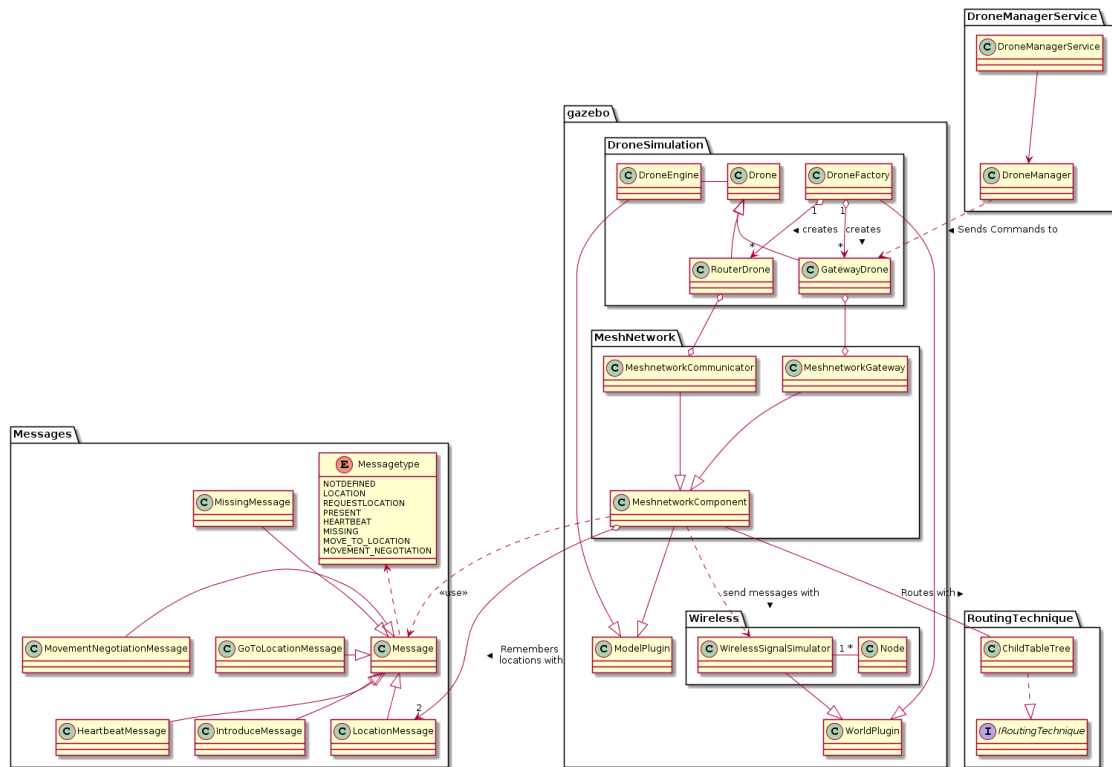 DroneManagerService
C DroneManagerService
gazebo
DroneSimulation
C DroneEngine
C Drone
C DroneFactory
C DroneManager
1
1
◄ creates
creates
▼
◄ Sends Commands to
*
*
C RouterDrone
C GatewayDrone
MeshNetwork
C MeshnetworkCommunicator
C MeshnetworkGateway
Messages
E Messagetype
NOTDEFINED
LOCATION
REQUESTLOCATION
PRESENT
HEARTBEAT
MISSING
MOVE_TO_LOCATION
MOVEMENT_NEGOTIATION
C MissingMessage
C MeshnetworkComponent
«use»
send messages with
▼
Routes with ►
Wireless
RoutingTechnique
C MovementNegotiationMessage
C GoToLocationMessage
C Message
◄ Remembers
locations with
C ModelPlugin
C WirelessSignalSimulator
1
*
C Node
C ChildTableTree
2
C HeartbeatMessage
C IntroduceMessage
C LocationMessage
C WorldPlugin
I IRoutingTechnique